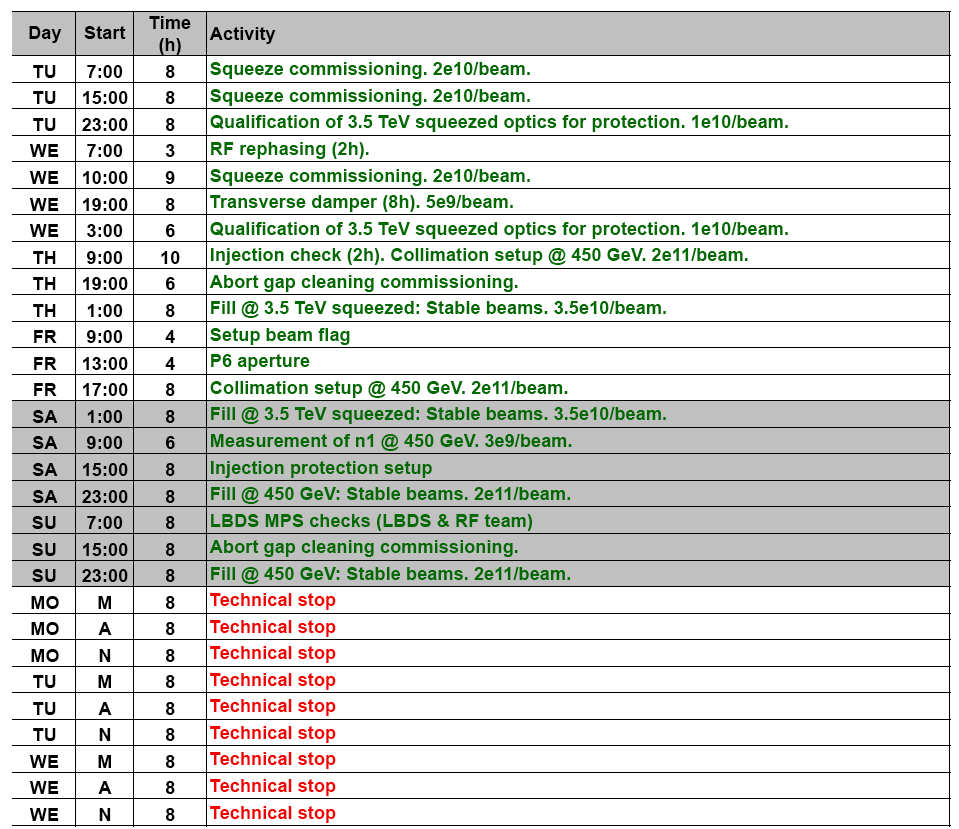 Day Start Time (h) Activity
TU 7:00 8 Squeeze commissioning. 2e10/beam.
TU 15:00 8 Squeeze commissioning. 2e10/beam.
TU 23:00 8 Qualification of 3.5 TeV squeezed optics for protection. 1e10/beam.
WE 7:00 3 RF rephasing (2h).
WE 10:00 9 Squeeze commissioning. 2e10/beam.
WE 19:00 8 Transverse damper (8h). 5e9/beam.
WE 3:00 6 Qualification of 3.5 TeV squeezed optics for protection. 1e10/beam.
TH 9:00 10 Injection check (2h). Collimation setup @ 450 GeV. 2e11/beam.
TH 19:00 6 Abort gap cleaning commissioning.
TH 1:00 8 Fill @ 3.5 TeV squeezed: Stable beams. 3.5e10/beam.
FR 9:00 4 Setup beam flag
FR 13:00 4 P6 aperture
FR 17:00 8 Collimation setup @ 450 GeV. 2e11/beam.
SA 1:00 8 Fill @ 3.5 TeV squeezed: Stable beams. 3.5e10/beam.
SA 9:00 6 Measurement of n1 @ 450 GeV. 3e9/beam.
SA 15:00 8 Injection protection setup
SA 23:00 8 Fill @ 450 GeV: Stable beams. 2e11/beam.
SU 7:00 8 LBDS MPS checks (LBDS & RF team)
SU 15:00 8 Abort gap cleaning commissioning.
SU 23:00 8 Fill @ 450 GeV: Stable beams. 2e11/beam.
MO M 8 Technical stop
MO A 8 Technical stop
MO N 8 Technical stop
TU M 8 Technical stop
TU A 8 Technical stop
TU N 8 Technical stop
WE M 8 Technical stop
WE A 8 Technical stop
WE N 8 Technical stop